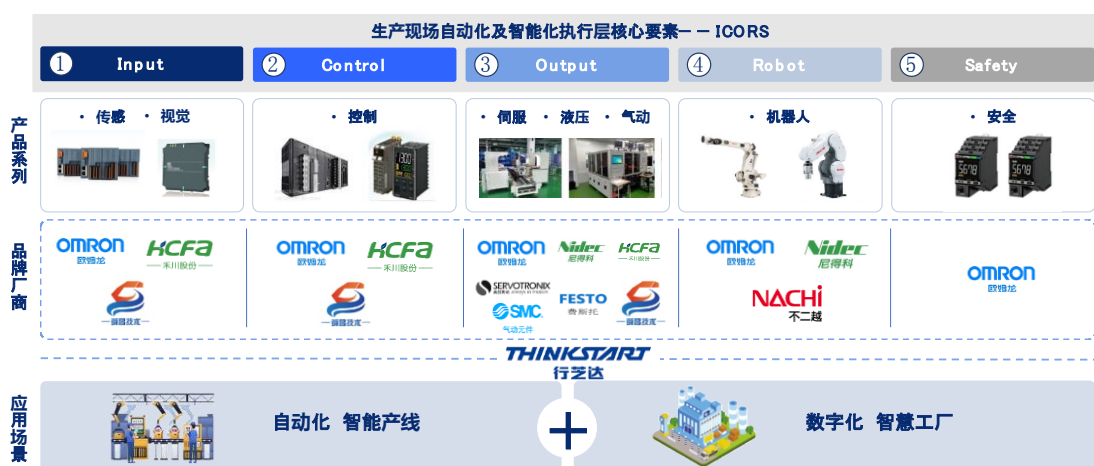 生产现场自动化及智能化执行层核心要素－－ICORS
① Input
② Control
③ Output
④ Robot
⑤ Safety
产品系列
· 传感 · 视觉
· 控制
· 伺服 · 液压 · 气动
· 机器人
· 安全
5678
5678
品牌厂商
OMRON
欧姆龙
HCFa
禾川股份
OMRON
欧姆龙
HCFa
禾川股份
OMRON
欧姆龙
Nidec
尼得科
HCFa
禾川股份
SERVOTRONIX
SMC
气动元件
FESTO
费斯托
OMRON
欧姆龙
Nidec
尼得科
NACHi
不二越
OMRON
欧姆龙
THINKSTART
行芝达
应用场景
自动化 智能产线
+
数字化 智慧工厂